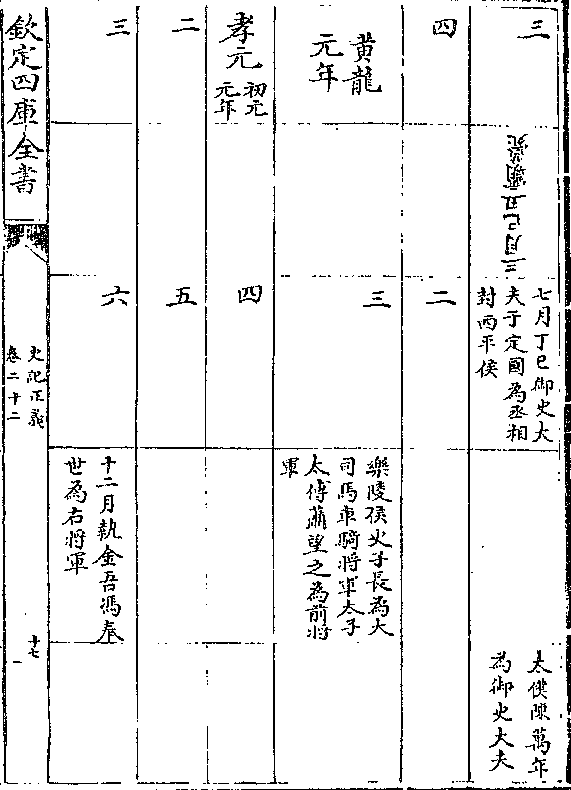 三
三月己丑霸薨
七月丁巳御史大
夫于定國為丞相
封西平侯
太僕陳萬年
為御史大夫
四
二
黄龍
元年
三
樂陵侯史子長為大
司馬車騎將軍太子
太傅蕭望之為前將
軍
孝元
初元
元年
四
二
五
三
六
十二月執金吾馮奉
世為右將軍
欽定四庫全書
史記正義
卷二十二
十七